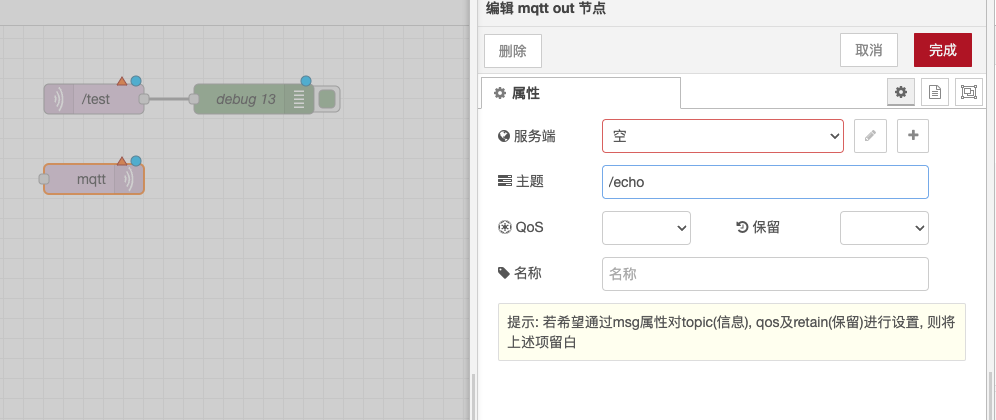 编辑 mqtt out 节点
删除
取消
完成
属性
/test
debug 13
mqtt
服务端
空
主题
/echo
QoS
保留
名称
名称
提示: 若希望通过msg属性对topic(信息), qos及retain(保留)进行设置, 则将
上述项留白